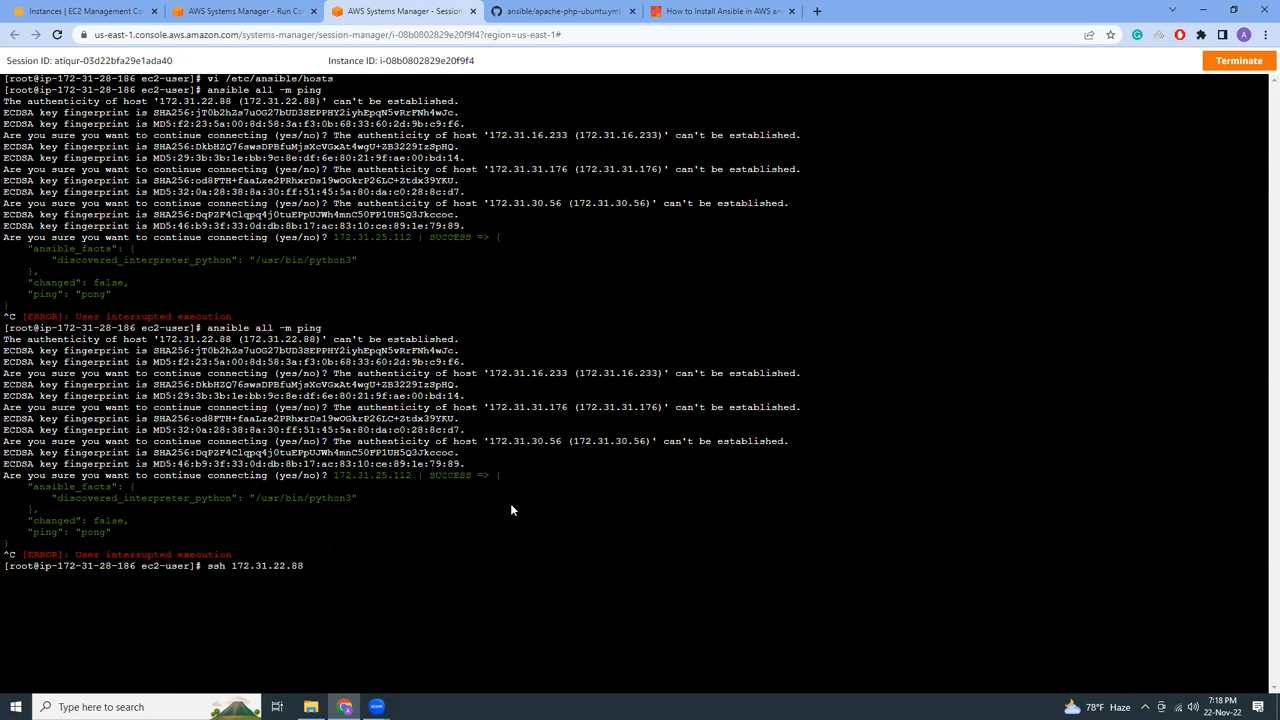 Instances | EC2 Management Co
AWS Systems Manager - Run Co
AWS Systems Manager - Session
ansible/apache-php-ubuntu.yml
How to Install Ansible in AWS an
us-east-1.console.aws.amazon.com/systems-manager/session-manager/i-08b0802829e20f9f4?region=us-east-1#
Session ID: atiqur-03d22bfa29e1ada40
Instance ID: i-08b0802829e20f9f4
Terminate
[root@ip-172-31-28-186 ec2-user]# vi /etc/ansible/hosts
[root@ip-172-31-28-186 ec2-user]# ansible all -m ping
The authenticity of host '172.31.22.88 (172.31.22.88)' can't be established.
ECDSA key fingerprint is SHA256:jT0b2hZs7uOG27bUD3SEPPHY2iyhEpqN5vRrFNh4wJc.
ECDSA key fingerprint is MD5:f2:23:5a:00:8d:58:3a:f3:0b:68:33:60:2d:9b:c9:f6.
Are you sure you want to continue connecting (yes/no)? The authenticity of host '172.31.16.233 (172.31.16.233)' can't be established.
ECDSA key fingerprint is SHA256:DkbHZQ76swsDPBfuMjsXcVGxAt4wgU+ZB3229IzSpHQ.
ECDSA key fingerprint is MD5:29:3b:3b:1e:bb:9c:8e:df:6e:80:21:9f:ae:00:bd:14.
Are you sure you want to continue connecting (yes/no)? The authenticity of host '172.31.31.176 (172.31.31.176)' can't be established.
ECDSA key fingerprint is SHA256:od8FTH+faaLze2PRhxrDs19wOGkrP26LC+Ztdx39YKU.
ECDSA key fingerprint is MD5:32:0a:28:38:8a:30:ff:51:45:5a:80:da:c0:28:8c:d7.
Are you sure you want to continue connecting (yes/no)? The authenticity of host '172.31.30.56 (172.31.30.56)' can't be established.
ECDSA key fingerprint is SHA256:DqPZF4Clqpq4j0tuEPpUJWh4mnC50FP1UH5Q3Jkccoc.
ECDSA key fingerprint is MD5:46:b9:3f:33:0d:db:8b:17:ac:83:10:ce:89:1e:79:89.
Are you sure you want to continue connecting (yes/no)? 172.31.25.112 | SUCCESS => {
"ansible_facts": {
"discovered_interpreter_python": "/usr/bin/python3"
},
"changed": false,
"ping": "pong"
}
^C [ERROR]: User interrupted execution
[root@ip-172-31-28-186 ec2-user]# ansible all -m ping
The authenticity of host '172.31.22.88 (172.31.22.88)' can't be established.
ECDSA key fingerprint is SHA256:jT0b2hZs7uOG27bUD3SEPPHY2iyhEpqN5vRrFNh4wJc.
ECDSA key fingerprint is MD5:f2:23:5a:00:8d:58:3a:f3:0b:68:33:60:2d:9b:c9:f6.
Are you sure you want to continue connecting (yes/no)? The authenticity of host '172.31.16.233 (172.31.16.233)' can't be established.
ECDSA key fingerprint is SHA256:DkbHZQ76swsDPBfuMjsXcVGxAt4wgU+ZB3229IzSpHQ.
ECDSA key fingerprint is MD5:29:3b:3b:1e:bb:9c:8e:df:6e:80:21:9f:ae:00:bd:14.
Are you sure you want to continue connecting (yes/no)? The authenticity of host '172.31.31.176 (172.31.31.176)' can't be established.
ECDSA key fingerprint is SHA256:od8FTH+faaLze2PRhxrDs19wOGkrP26LC+Ztdx39YKU.
ECDSA key fingerprint is MD5:32:0a:28:38:8a:30:ff:51:45:5a:80:da:c0:28:8c:d7.
Are you sure you want to continue connecting (yes/no)? The authenticity of host '172.31.30.56 (172.31.30.56)' can't be established.
ECDSA key fingerprint is SHA256:DqPZF4Clqpq4j0tuEPpUJWh4mnC50FP1UH5Q3Jkccoc.
ECDSA key fingerprint is MD5:46:b9:3f:33:0d:db:8b:17:ac:83:10:ce:89:1e:79:89.
Are you sure you want to continue connecting (yes/no)? 172.31.25.112 | SUCCESS => {
"ansible_facts": {
"discovered_interpreter_python": "/usr/bin/python3"
},
"changed": false,
"ping": "pong"
}
^C [ERROR]: User interrupted execution
[root@ip-172-31-28-186 ec2-user]# ssh 172.31.22.88
Type here to search
zoom
78°F Haze
7:18 PM
22-Nov-22